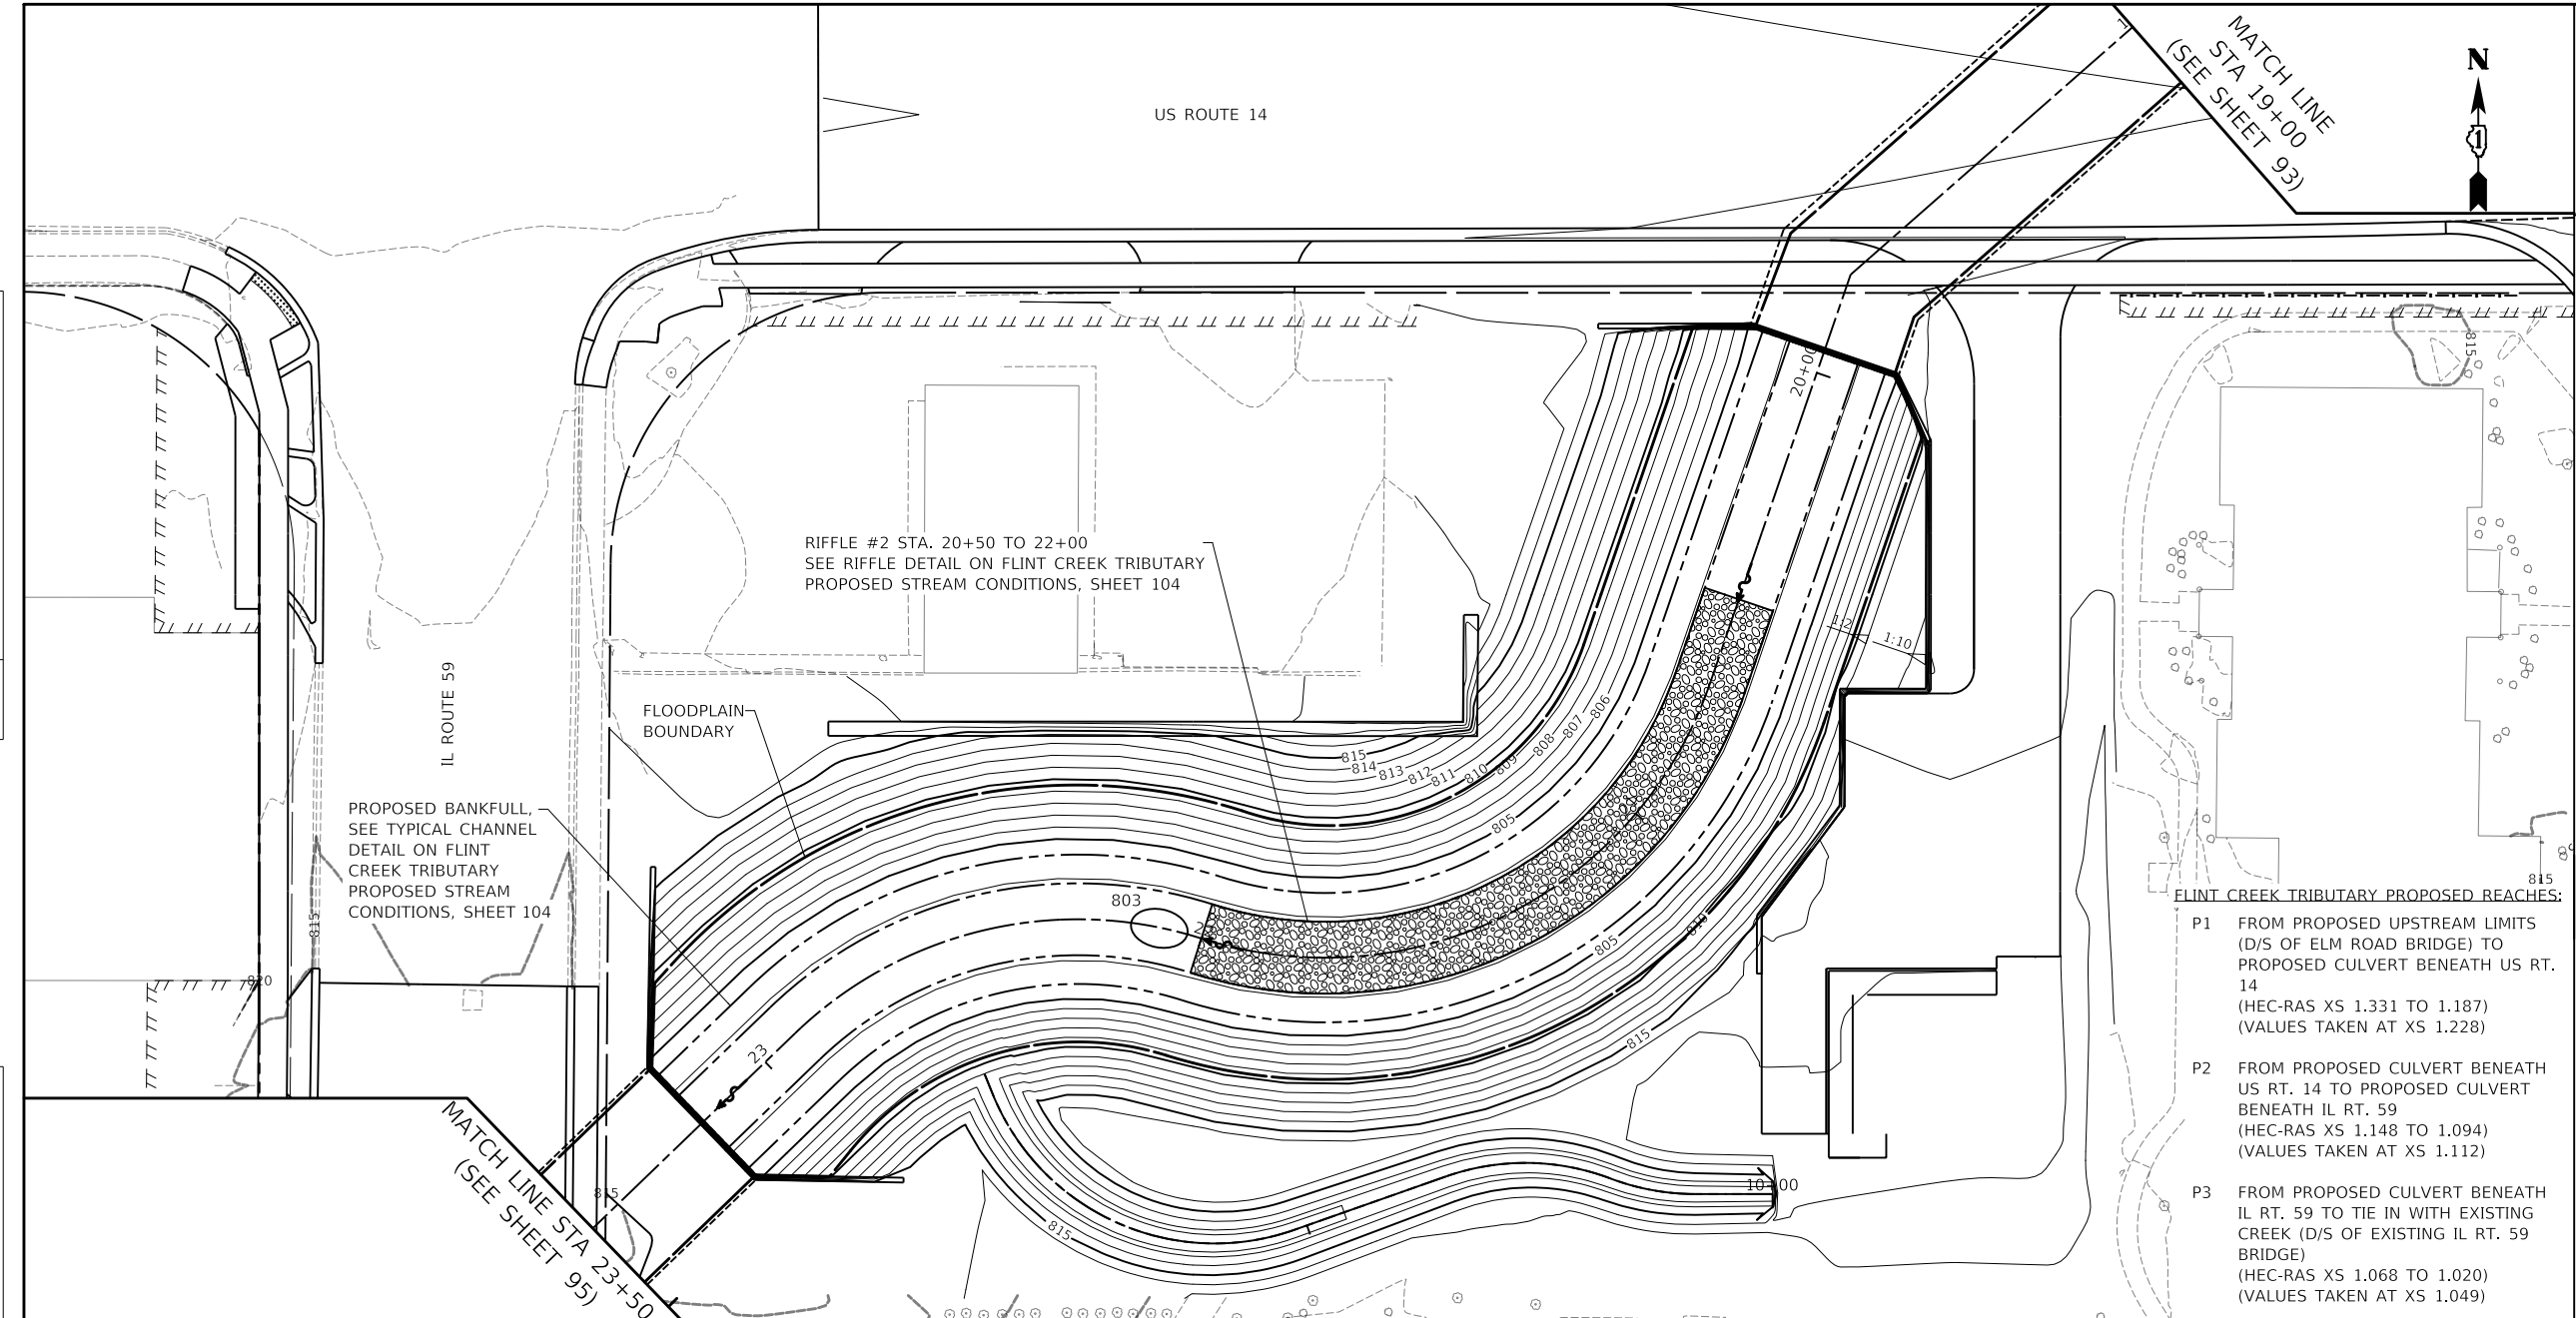 US ROUTE 14
MATCH LINE
STA 19+00
(SEE SHEET 93)
N
1
20+00
815
RIFFLE #2 STA. 20+50 TO 22+00
SEE RIFFLE DETAIL ON FLINT CREEK TRIBUTARY
PROPOSED STREAM CONDITIONS, SHEET 104
1:2
1:10
IL ROUTE 59
FLOODPLAIN
BOUNDARY
815
814
813
812
811
810
809
808
807
806
805
PROPOSED BANKFULL,
SEE TYPICAL CHANNEL
DETAIL ON FLINT
CREEK TRIBUTARY
PROPOSED STREAM
CONDITIONS, SHEET 104
803
810
805
815
815
820
23
815
815
MATCH LINE STA 23+50
(SEE SHEET 95)
815
FLINT CREEK TRIBUTARY PROPOSED REACHES:
P1 FROM PROPOSED UPSTREAM LIMITS
(D/S OF ELM ROAD BRIDGE) TO
PROPOSED CULVERT BENEATH US RT.
14
(HEC-RAS XS 1.331 TO 1.187)
(VALUES TAKEN AT XS 1.228)
P2 FROM PROPOSED CULVERT BENEATH
US RT. 14 TO PROPOSED CULVERT
BENEATH IL RT. 59
(HEC-RAS XS 1.148 TO 1.094)
(VALUES TAKEN AT XS 1.112)
P3 FROM PROPOSED CULVERT BENEATH
IL RT. 59 TO TIE IN WITH EXISTING
CREEK (D/S OF EXISTING IL RT. 59
BRIDGE)
(HEC-RAS XS 1.068 TO 1.020)
(VALUES TAKEN AT XS 1.049)